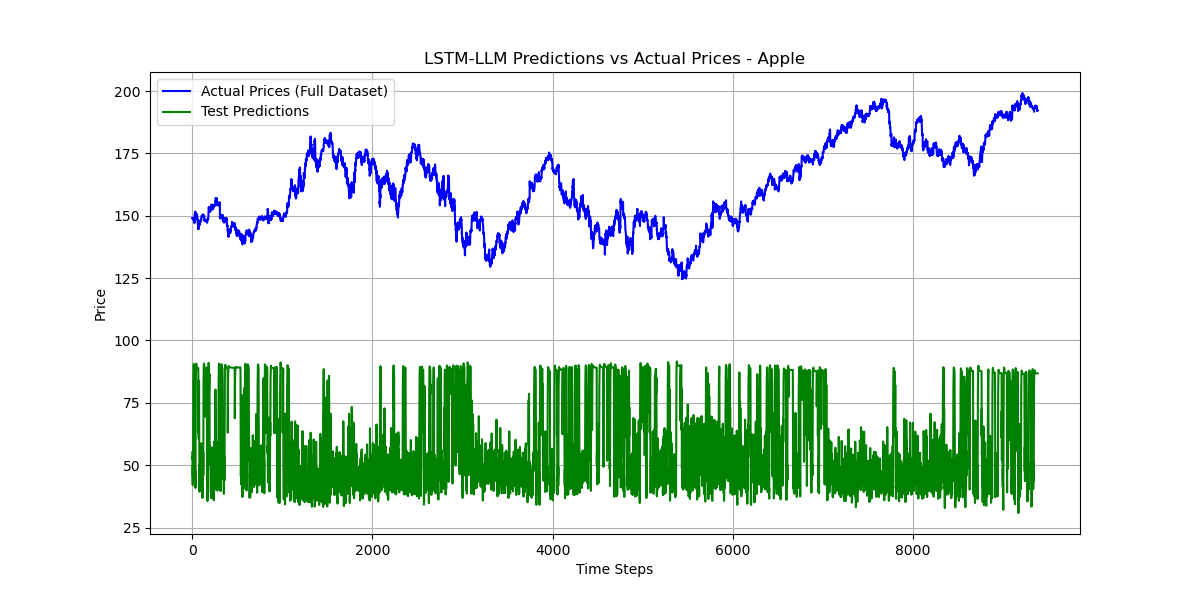 LSTM-LLM Predictions vs Actual Prices - Apple
Actual Prices (Full Dataset)
Test Predictions
200
175
150
125
100
75
50
25
Price
0 2000 4000 6000 8000
Time Steps